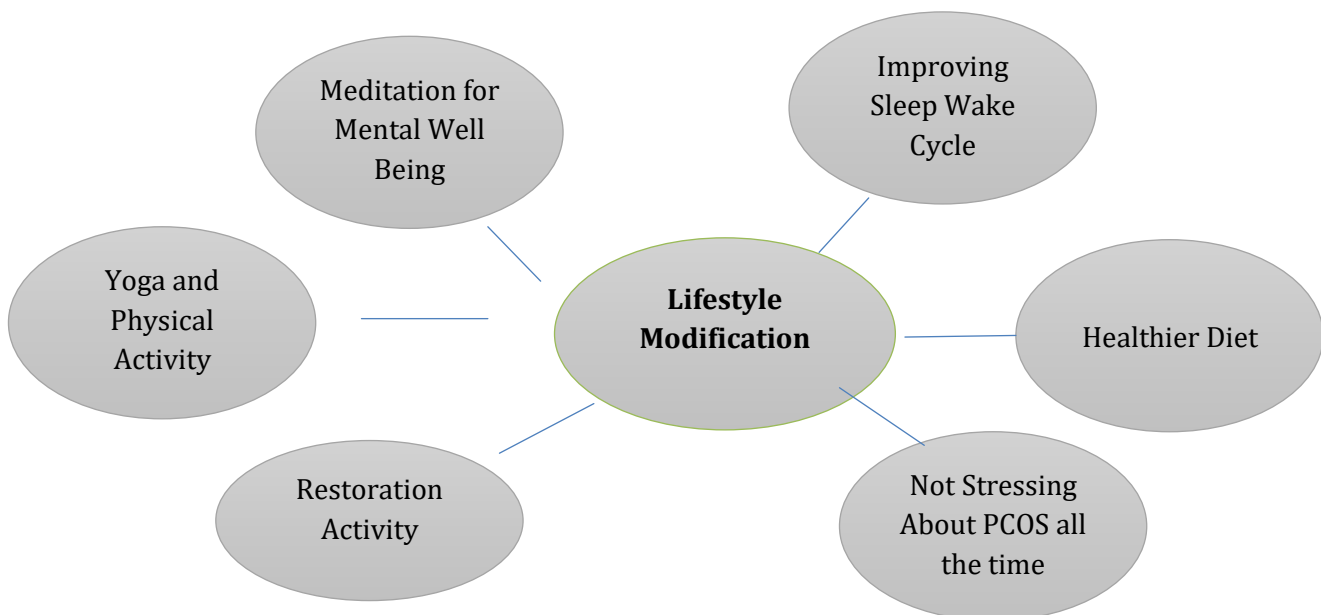 Meditation for
Mental Well
Being
Improving
Sleep Wake
Cycle
Yoga and
Physical
Activity
Lifestyle
Modification
Healthier Diet
Restoration
Activity
Not Stressing
About PCOS all
the time